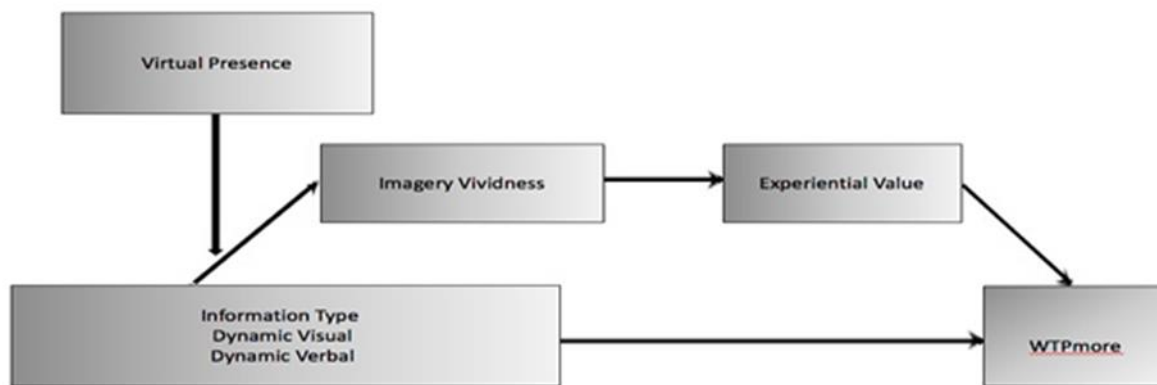 Virtual Presence
Imagery Vividness
Experiential Value
Information Type
Dynamic Visual
Dynamic Verbal
WTPmore